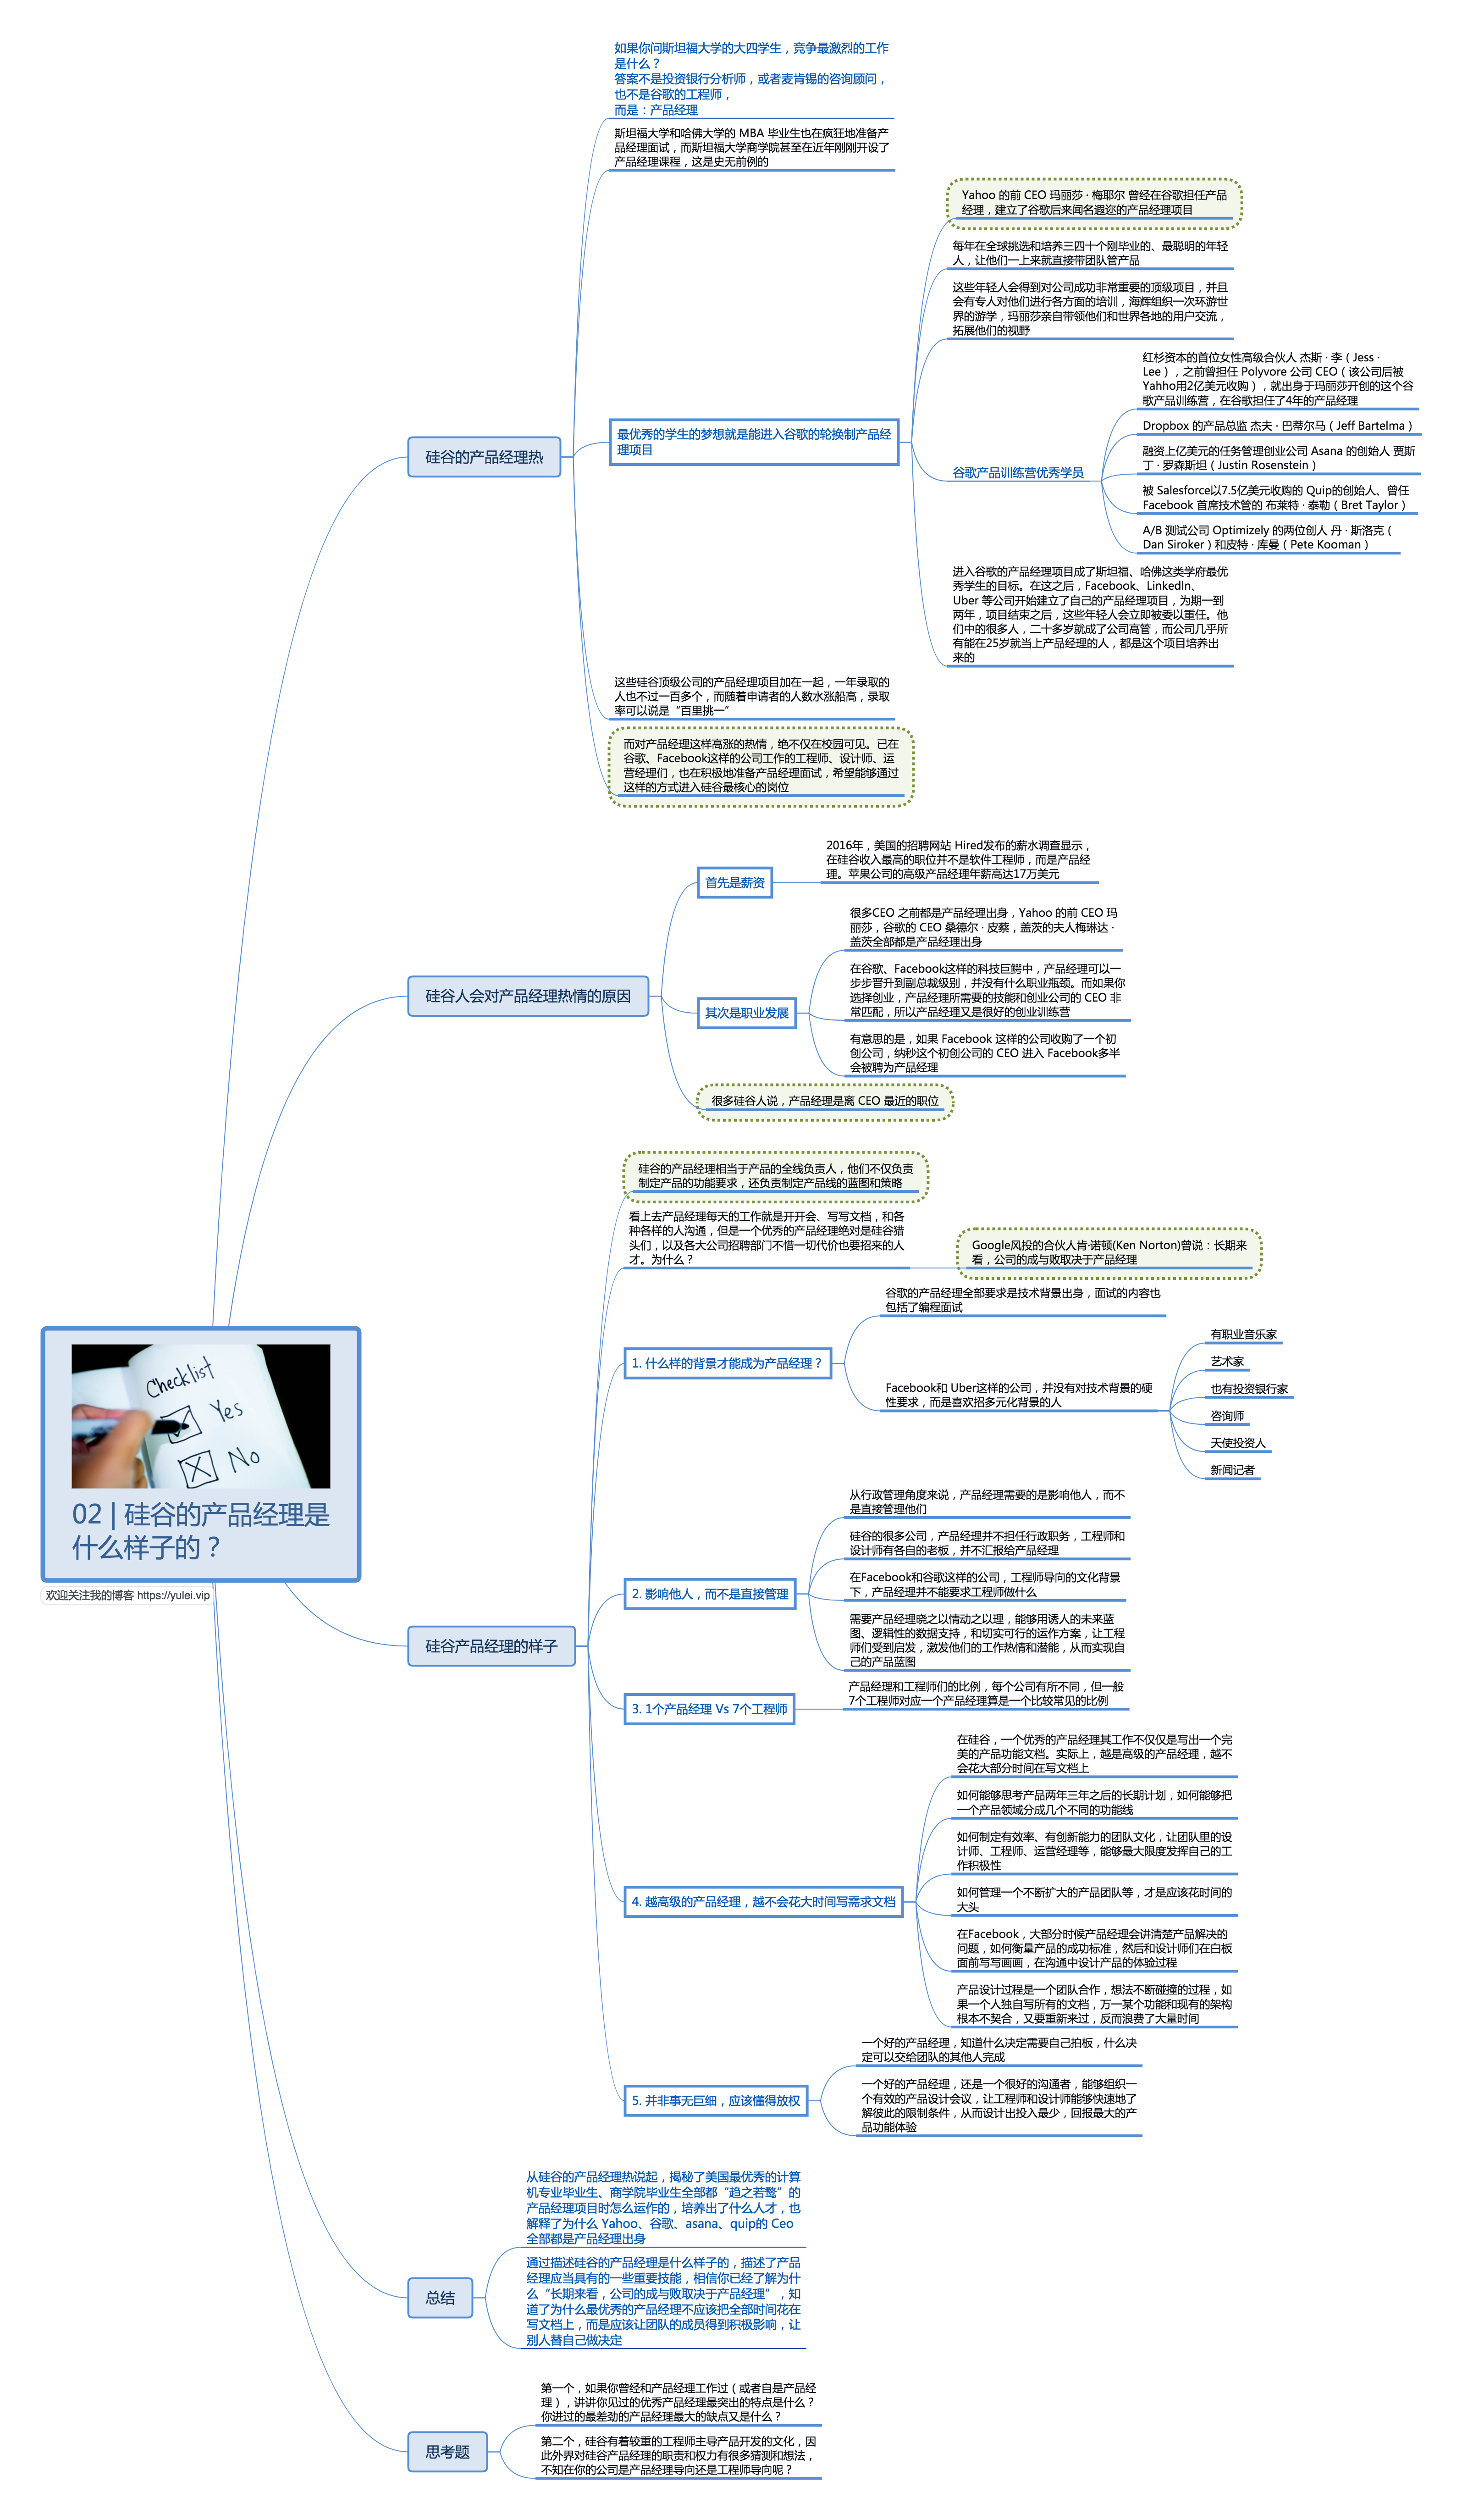 如果你问斯坦福大学的大四学生，竞争最激烈的工作
是什么？
答案不是投资银行分析师，或者麦肯锡的咨询顾问，
也不是谷歌的工程师，
而是：产品经理
斯坦福大学和哈佛大学的 MBA 毕业生也在疯狂地准备产
品经理面试，而斯坦福大学商学院甚至在近年刚刚开设了
产品经理课程，这是史无前例的
硅谷的产品经理热
最优秀的学生的梦想就是能进入谷歌的轮换制产品经
理项目
Yahoo 的前 CEO 玛丽莎 · 梅耶尔 曾经在谷歌担任产品
经理，建立了谷歌后来闻名遐迩的产品经理项目
每年在全球挑选和培养三四十个刚毕业的、最聪明的年轻
人，让他们一上来就直接带团队管产品
这些年轻人会得到对公司成功非常重要的顶级项目，并且
会有专人对他们进行各方面的培训，海辉组织一次环游世
界的游学，玛丽莎亲自带领他们和世界各地的用户交流，
拓展他们的视野
谷歌产品训练营优秀学员
红杉资本的首位女性高级合伙人 杰斯 · 李（Jess ·
Lee），之前曾担任 Polyvore 公司 CEO（该公司后被
Yahho用2亿美元收购），就出身于玛丽莎开创的这个谷
歌产品训练营，在谷歌担任了4年的产品经理
Dropbox 的产品总监 杰夫 · 巴蒂尔马（Jeff Bartelma）
融资上亿美元的任务管理创业公司 Asana 的创始人 贾斯
丁 · 罗森斯坦（Justin Rosenstein）
被 Salesforce以7.5亿美元收购的 Quip的创始人、曾任
Facebook 首席技术管的 布莱特 · 泰勒（Bret Taylor）
A/B 测试公司 Optimizely 的两位创人 丹 · 斯洛克（
Dan Siroker）和皮特 · 库曼（Pete Kooman）
进入谷歌的产品经理项目成了斯坦福、哈佛这类学府最优
秀学生的目标。在这之后，Facebook、LinkedIn、
Uber 等公司开始建立了自己的产品经理项目，为期一到
两年，项目结束之后，这些年轻人会立即被委以重任。他
们中的很多人，二十多岁就成了公司高管，而公司几乎所
有能在25岁就当上产品经理的人，都是这个项目培养出
来的
这些硅谷顶级公司的产品经理项目加在一起，一年录取的
人也不过一百多个，而随着申请者的人数水涨船高，录取
率可以说是“百里挑一”
而对产品经理这样高涨的热情，绝不仅在校园可见。已在
谷歌、Facebook这样的公司工作的工程师、设计师、运
营经理们，也在积极地准备产品经理面试，希望能够通过
这样的方式进入硅谷最核心的岗位
硅谷人会对产品经理热情的原因
首先是薪资
2016年，美国的招聘网站 Hired发布的薪水调查显示，
在硅谷收入最高的职位并不是软件工程师，而是产品经
理。苹果公司的高级产品经理年薪高达17万美元
其次是职业发展
很多CEO 之前都是产品经理出身，Yahoo 的前 CEO 玛
丽莎，谷歌的 CEO 桑德尔 · 皮蔡，盖茨的夫人梅琳达 ·
盖茨全部都是产品经理出身
在谷歌、Facebook这样的科技巨鳄中，产品经理可以一
步步晋升到副总裁级别，并没有什么职业瓶颈。而如果你
选择创业，产品经理所需要的技能和创业公司的 CEO 非
常匹配，所以产品经理又是很好的创业训练营
有意思的是，如果 Facebook 这样的公司收购了一个初
创公司，纳秒这个初创公司的 CEO 进入 Facebook多半
会被聘为产品经理
很多硅谷人说，产品经理是离 CEO 最近的职位
02 | 硅谷的产品经理是
什么样子的？
Checklist
Yes
No
欢迎关注我的博客 https://yulei.vip
硅谷产品经理的样子
硅谷的产品经理相当于产品的全线负责人，他们不仅负责
制定产品的功能要求，还负责制定产品线的蓝图和策略
看上去产品经理每天的工作就是开开会、写写文档，和各
种各样的人沟通，但是一个优秀的产品经理绝对是硅谷猎
头们，以及各大公司招聘部门不惜一切代价也要招来的人
才。为什么？
Google风投的合伙人肯·诺顿(Ken Norton)曾说：长期来
看，公司的成与败取决于产品经理
1. 什么样的背景才能成为产品经理？
谷歌的产品经理全部要求是技术背景出身，面试的内容也
包括了编程面试
Facebook和 Uber这样的公司，并没有对技术背景的硬
性要求，而是喜欢招多元化背景的人
有职业音乐家
艺术家
也有投资银行家
咨询师
天使投资人
新闻记者
2. 影响他人，而不是直接管理
从行政管理角度来说，产品经理需要的是影响他人，而不
是直接管理他们
硅谷的很多公司，产品经理并不担任行政职务，工程师和
设计师有各自的老板，并不汇报给产品经理
在Facebook和谷歌这样的公司，工程师导向的文化背景
下，产品经理并不能要求工程师做什么
需要产品经理晓之以情动之以理，能够用诱人的未来蓝
图、逻辑性的数据支持，和切实可行的运作方案，让工程
师们受到启发，激发他们的工作热情和潜能，从而实现自
己的产品蓝图
3. 1个产品经理 Vs 7个工程师
产品经理和工程师们的比例，每个公司有所不同，但一般
7个工程师对应一个产品经理算是一个比较常见的比例
4. 越高级的产品经理，越不会花大时间写需求文档
在硅谷，一个优秀的产品经理其工作不仅仅是写出一个完
美的产品功能文档。实际上，越是高级的产品经理，越不
会花大部分时间在写文档上
如何能够思考产品两年三年之后的长期计划，如何能够把
一个产品领域分成几个不同的功能线
如何制定有效率、有创新能力的团队文化，让团队里的设
计师、工程师、运营经理等，能够最大限度发挥自己的工
作积极性
如何管理一个不断扩大的产品团队等，才是应该花时间的
大头
在Facebook，大部分时候产品经理会讲清楚产品解决的
问题，如何衡量产品的成功标准，然后和设计师们在白板
面前写写画画，在沟通中设计产品的体验过程
产品设计过程是一个团队合作，想法不断碰撞的过程，如
果一个人独自写所有的文档，万一某个功能和现有的架构
根本不契合，又要重新来过，反而浪费了大量时间
5. 并非事无巨细，应该懂得放权
一个好的产品经理，知道什么决定需要自己拍板，什么决
定可以交给团队的其他人完成
一个好的产品经理，还是一个很好的沟通者，能够组织一
个有效的产品设计会议，让工程师和设计师能够快速地了
解彼此的限制条件，从而设计出投入最少，回报最大的产
品功能体验
总结
从硅谷的产品经理热说起，揭秘了美国最优秀的计算
机专业毕业生、商学院毕业生全部都“趋之若鹜”的
产品经理项目时怎么运作的，培养出了什么人才，也
解释了为什么 Yahoo、谷歌、asana、quip的 Ceo
全部都是产品经理出身
通过描述硅谷的产品经理是什么样子的，描述了产品
经理应当具有的一些重要技能，相信你已经了解为什
么“长期来看，公司的成与败取决于产品经理”，知
道了为什么最优秀的产品经理不应该把全部时间花在
写文档上，而是应该让团队的成员得到积极影响，让
别人替自己做决定
思考题
第一个，如果你曾经和产品经理工作过（或者自是产品经
理），讲讲你见过的优秀产品经理最突出的特点是什么？
你进过的最差劲的产品经理最大的缺点又是什么？
第二个，硅谷有着较重的工程师主导产品开发的文化，因
此外界对硅谷产品经理的职责和权力有很多猜测和想法，
不知在你的公司是产品经理导向还是工程师导向呢？